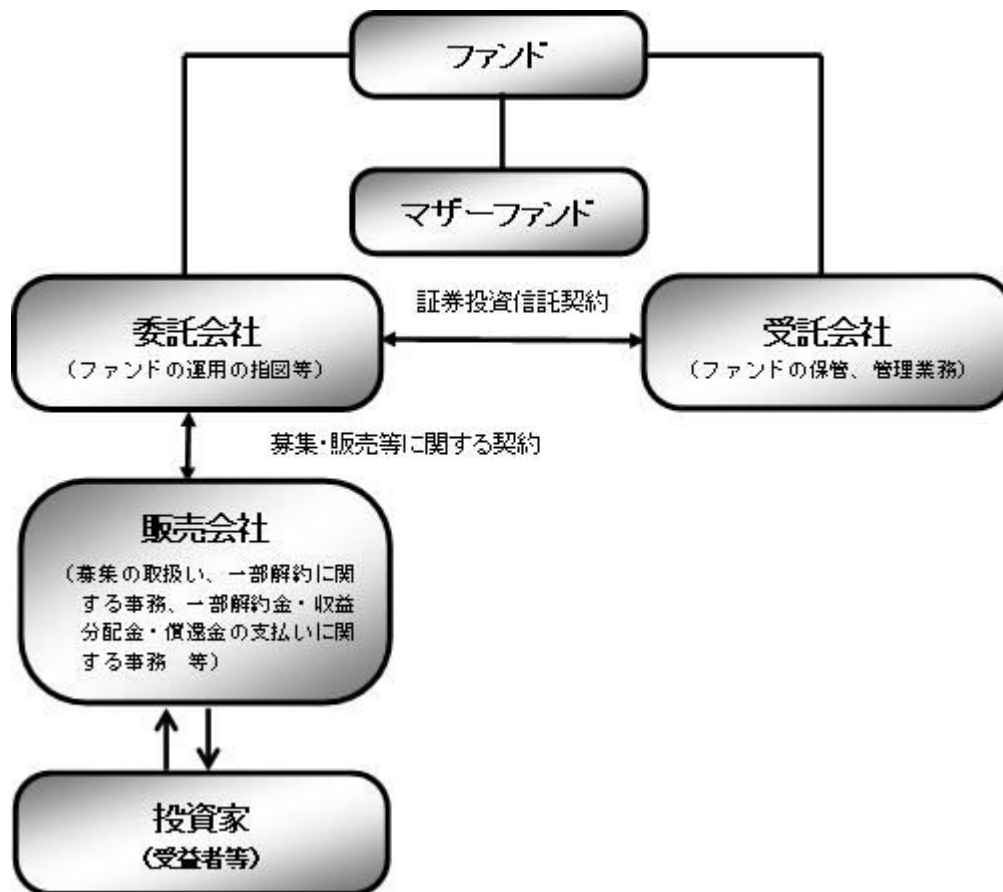 ファンド
マザーファンド
証券投資信託契約
委託会社
(ファンドの運用の指図等)
受託会社
(ファンドの保管、管理業務)
募集・販売等に関する契約
販売会社
(募集の取扱い、一部解約に関
する事務、一部解約金・収益
分配金・償還金の支払いに関
する事務 等)
投資家
(受益者等)